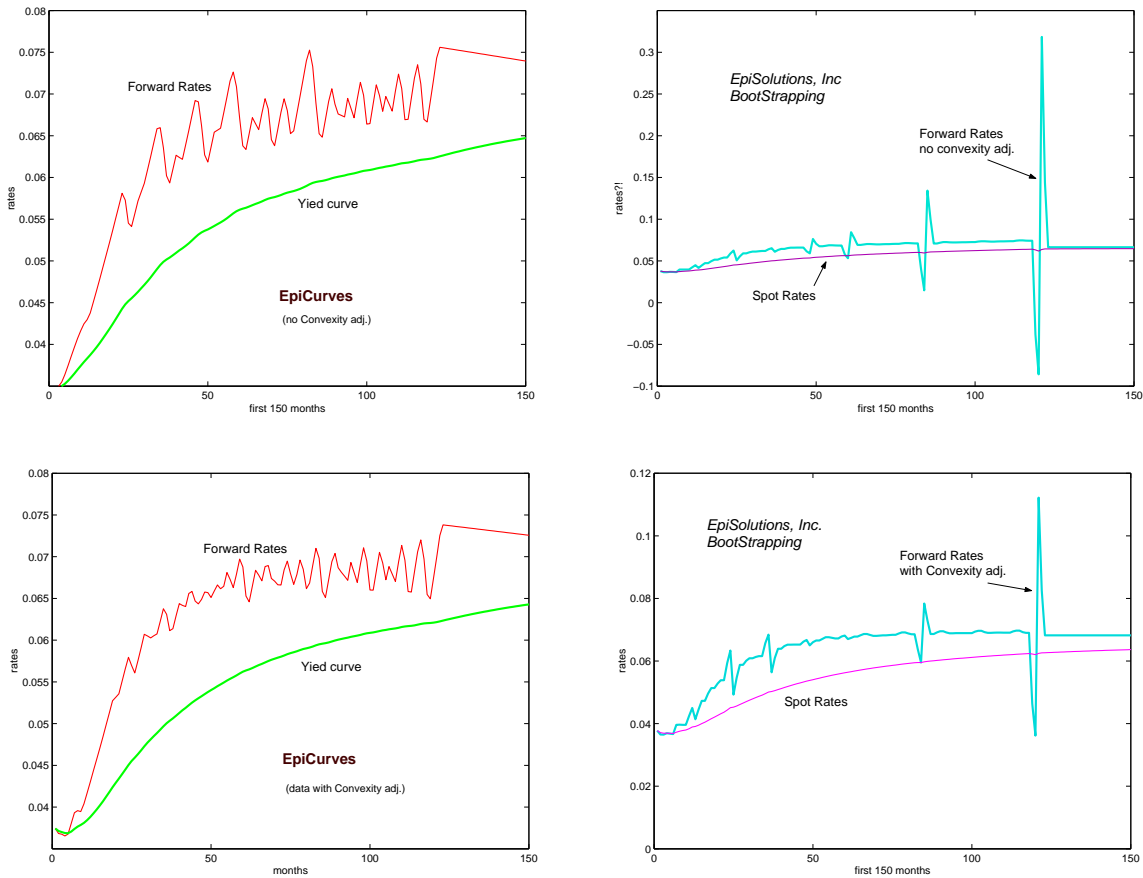 0.08
0.075
0.07
0.065
0.06
0.055
0.05
0.045
0.04
rates
Forward Rates
Yied curve
EpiCurves
(no Convexity adj.)
0 50 100 150
first 150 months
0.35
0.3
0.25
0.2
0.15
0.1
0.05
0
−0.05
−0.1
rates?!
EpiSolutions, Inc
BootStrapping
Forward Rates
no convexity adj.
Spot Rates
0 50 100 150
first 150 months
0.08
0.075
0.07
0.065
0.06
0.055
0.05
0.045
0.04
rates
Forward Rates
Yied curve
EpiCurves
(data with Convexity adj.)
0 50 100 150
months
0.12
0.1
0.08
0.06
0.04
0.02
0
rates
EpiSolutions, Inc.
BootStrapping
Forward Rates
with Convexity adj.
Spot Rates
0 50 100 150
first 150 months